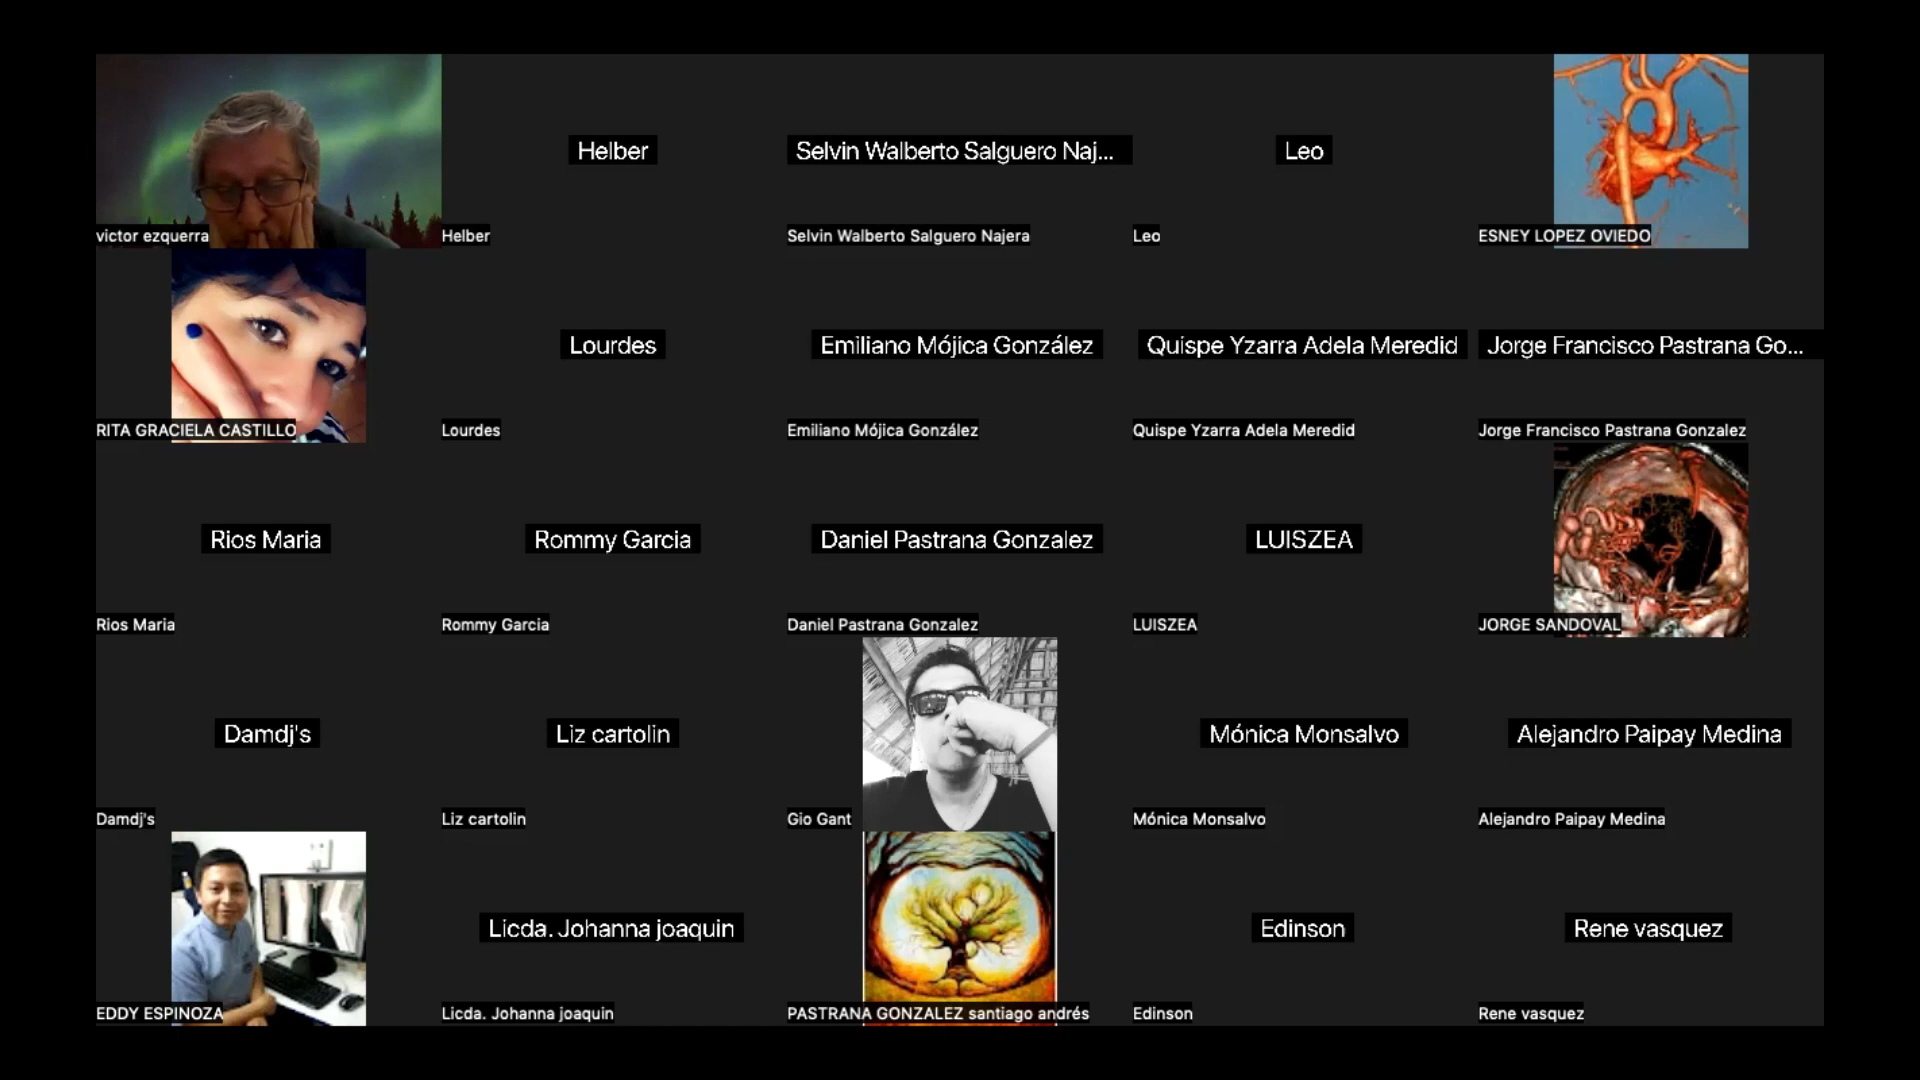 Helber
Selvin Walberto Salguero Naj...
Leo
victor ezquerra
Helber
Selvin Walberto Salguero Najera
Leo
ESNEY LOPEZ OVIEDO
Lourdes
Emiliano Mójica González
Quispe Yzarra Adela Meredid
Jorge Francisco Pastrana Go...
RITA GRACIELA CASTILLO
Lourdes
Emiliano Mójica González
Quispe Yzarra Adela Meredid
Jorge Francisco Pastrana Gonzalez
Rios Maria
Rommy Garcia
Daniel Pastrana Gonzalez
LUISZEA
Rios Maria
Rommy Garcia
Daniel Pastrana Gonzalez
LUISZEA
JORGE SANDOVAL
Damdj's
Liz cartolin
Mónica Monsalvo
Alejandro Paipay Medina
Damdj's
Liz cartolin
Gio Gant
Mónica Monsalvo
Alejandro Paipay Medina
Licda. Johanna joaquin
Edinson
Rene vasquez
EDDY ESPINOZA
Licda. Johanna joaquin
PASTRANA GONZALEZ santiago andrés
Edinson
Rene vasquez